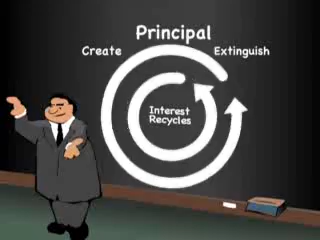 Principal
Create
Extinguish
Interest
Recycles